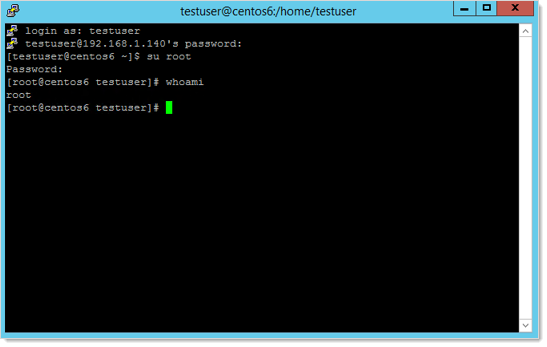 testuser@centos6:/home/testuser
login as: testuser
testuser@192.168.1.140's password:
[testuser@centos6 ~]$ su root
Password:
[root@centos6 testuser]# whoami
root
[root@centos6 testuser]#